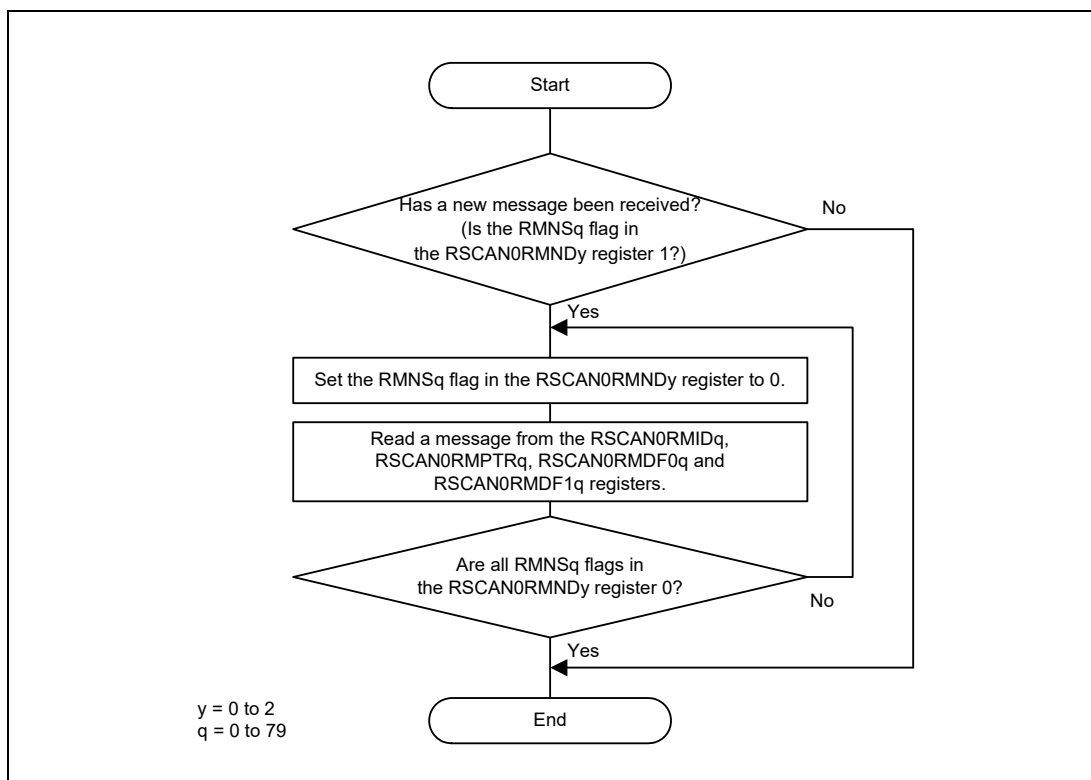 Start
Has a new message been received?
(Is the RMNSq flag in
the RSCAN0RMNDy register 1?)
No
Yes
Set the RMNSq flag in the RSCAN0RMNDy register to 0.
Read a message from the RSCAN0RMIDq,
RSCAN0RMPTRq, RSCAN0RMDF0q and
RSCAN0RMDF1q registers.
Are all RMNSq flags in
the RSCAN0RMNDy register 0?
No
Yes
End
y = 0 to 2
q = 0 to 79